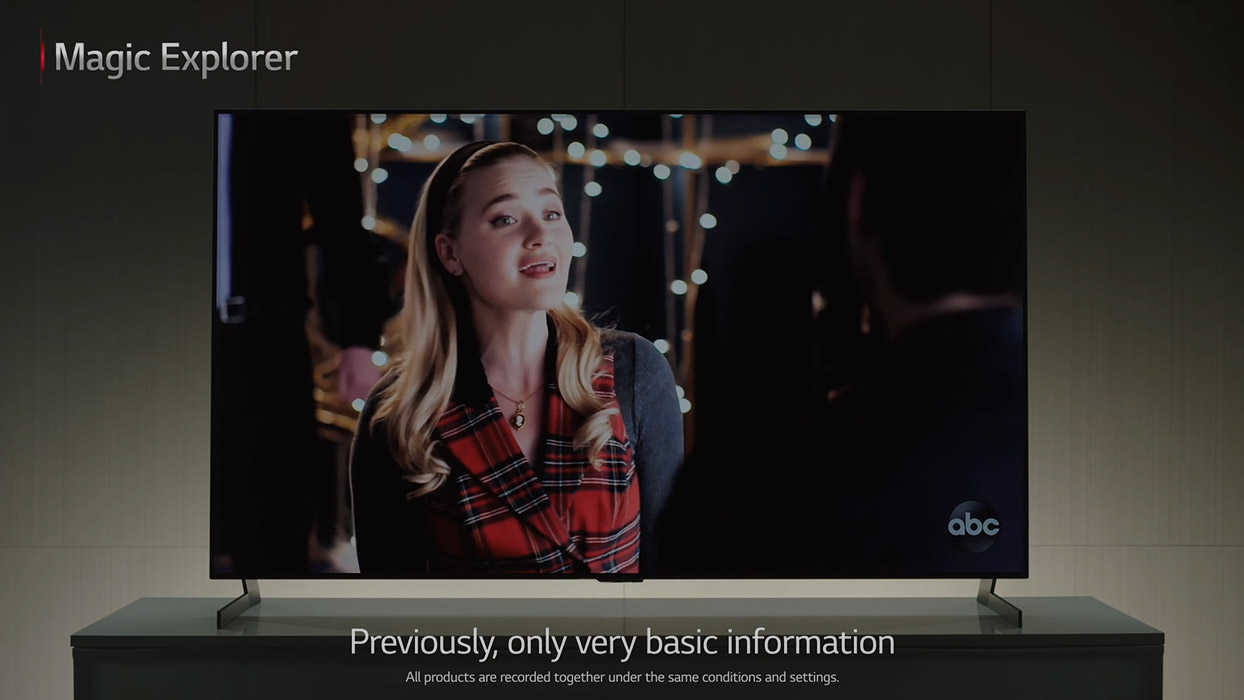 Magic Explorer
abc
Previously, only very basic information
All products are recorded together under the same conditions and settings.